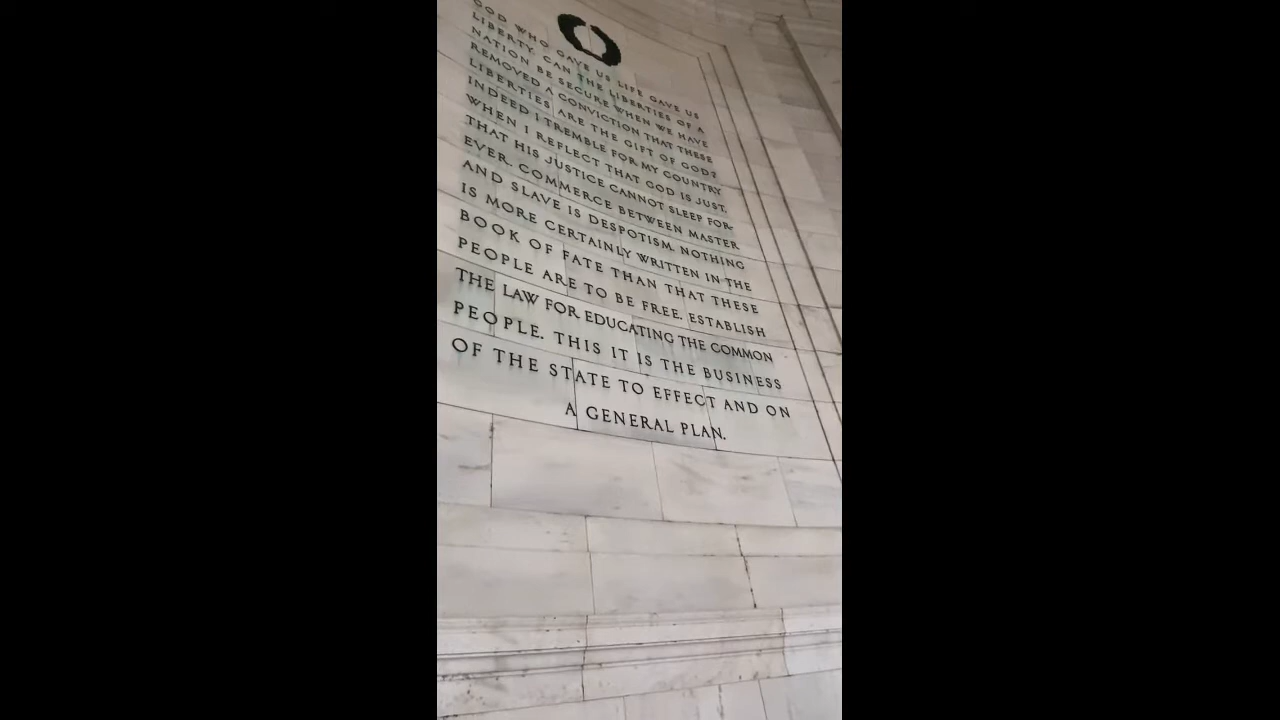 GOD WHO GAVE US LIFE GAVE US
LIBERTY. CAN THE LIBERTIES OF A
NATION BE SECURE WHEN WE HAVE
REMOVED A CONVICTION THAT THESE
LIBERTIES ARE THE GIFT OF GOD?
INDEED I TREMBLE FOR MY COUNTRY
WHEN I REFLECT THAT GOD IS JUST,
THAT HIS JUSTICE CANNOT SLEEP FOR-
EVER. COMMERCE BETWEEN MASTER
AND SLAVE IS DESPOTISM. NOTHING
IS MORE CERTAINLY WRITTEN IN THE
BOOK OF FATE THAN THAT THESE
PEOPLE ARE TO BE FREE. ESTABLISH
THE LAW FOR EDUCATING THE COMMON
PEOPLE. THIS IT IS THE BUSINESS
OF THE STATE TO EFFECT AND ON
A GENERAL PLAN.